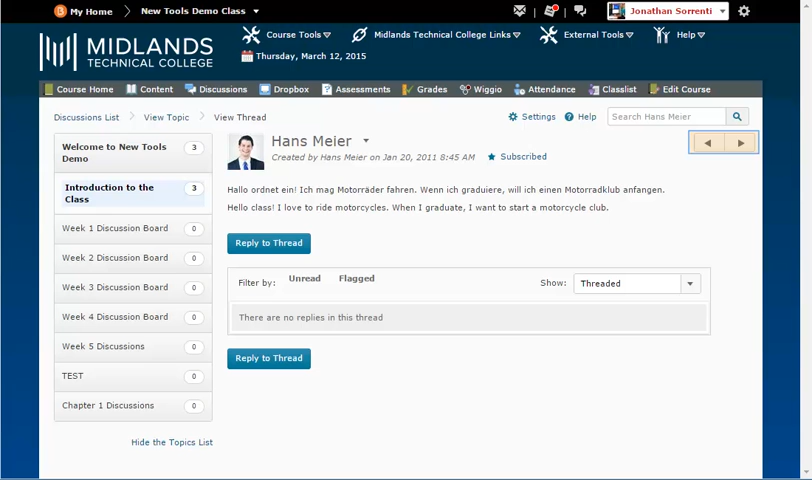 My Home
New Tools Demo Class
Jonathan Sorrenti
MIDLANDS
TECHNICAL COLLEGE
Course Tools
Midlands Technical College Links
External Tools
Help
Thursday, March 12, 2015
Course Home
Content
Discussions
Dropbox
Assessments
Grades
Wiggio
Attendance
Classlist
Edit Course
Discussions List
View Topic
View Thread
Settings
Help
Search Hans Meier
Welcome to New Tools
Demo
3
Introduction to the
Class
3
Week 1 Discussion Board
0
Week 2 Discussion Board
0
Week 3 Discussion Board
0
Week 4 Discussion Board
0
Week 5 Discussions
0
TEST
0
Chapter 1 Discussions
0
Hide the Topics List
Hans Meier
Created by Hans Meier on Jan 20, 2011 8:45 AM
Subscribed
Hallo ordnet ein! Ich mag Motorräder fahren. Wenn ich graduiere, will ich einen Motorradklub anfangen.
Hello class! I love to ride motorcycles. When I graduate, I want to start a motorcycle club.
Reply to Thread
Filter by:
Unread
Flagged
Show:
Threaded
There are no replies in this thread
Reply to Thread